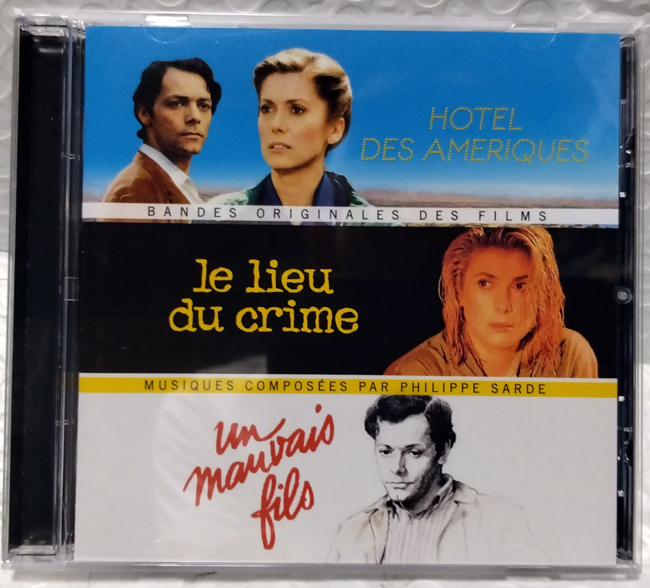 HOTEL
DES AMERIQUES
BANDES ORIGINALES DES FILMS
le lieu
du crime
MUSIQUES COMPOSÉES PAR PHILIPPE SARDE
un
mauvais
fils